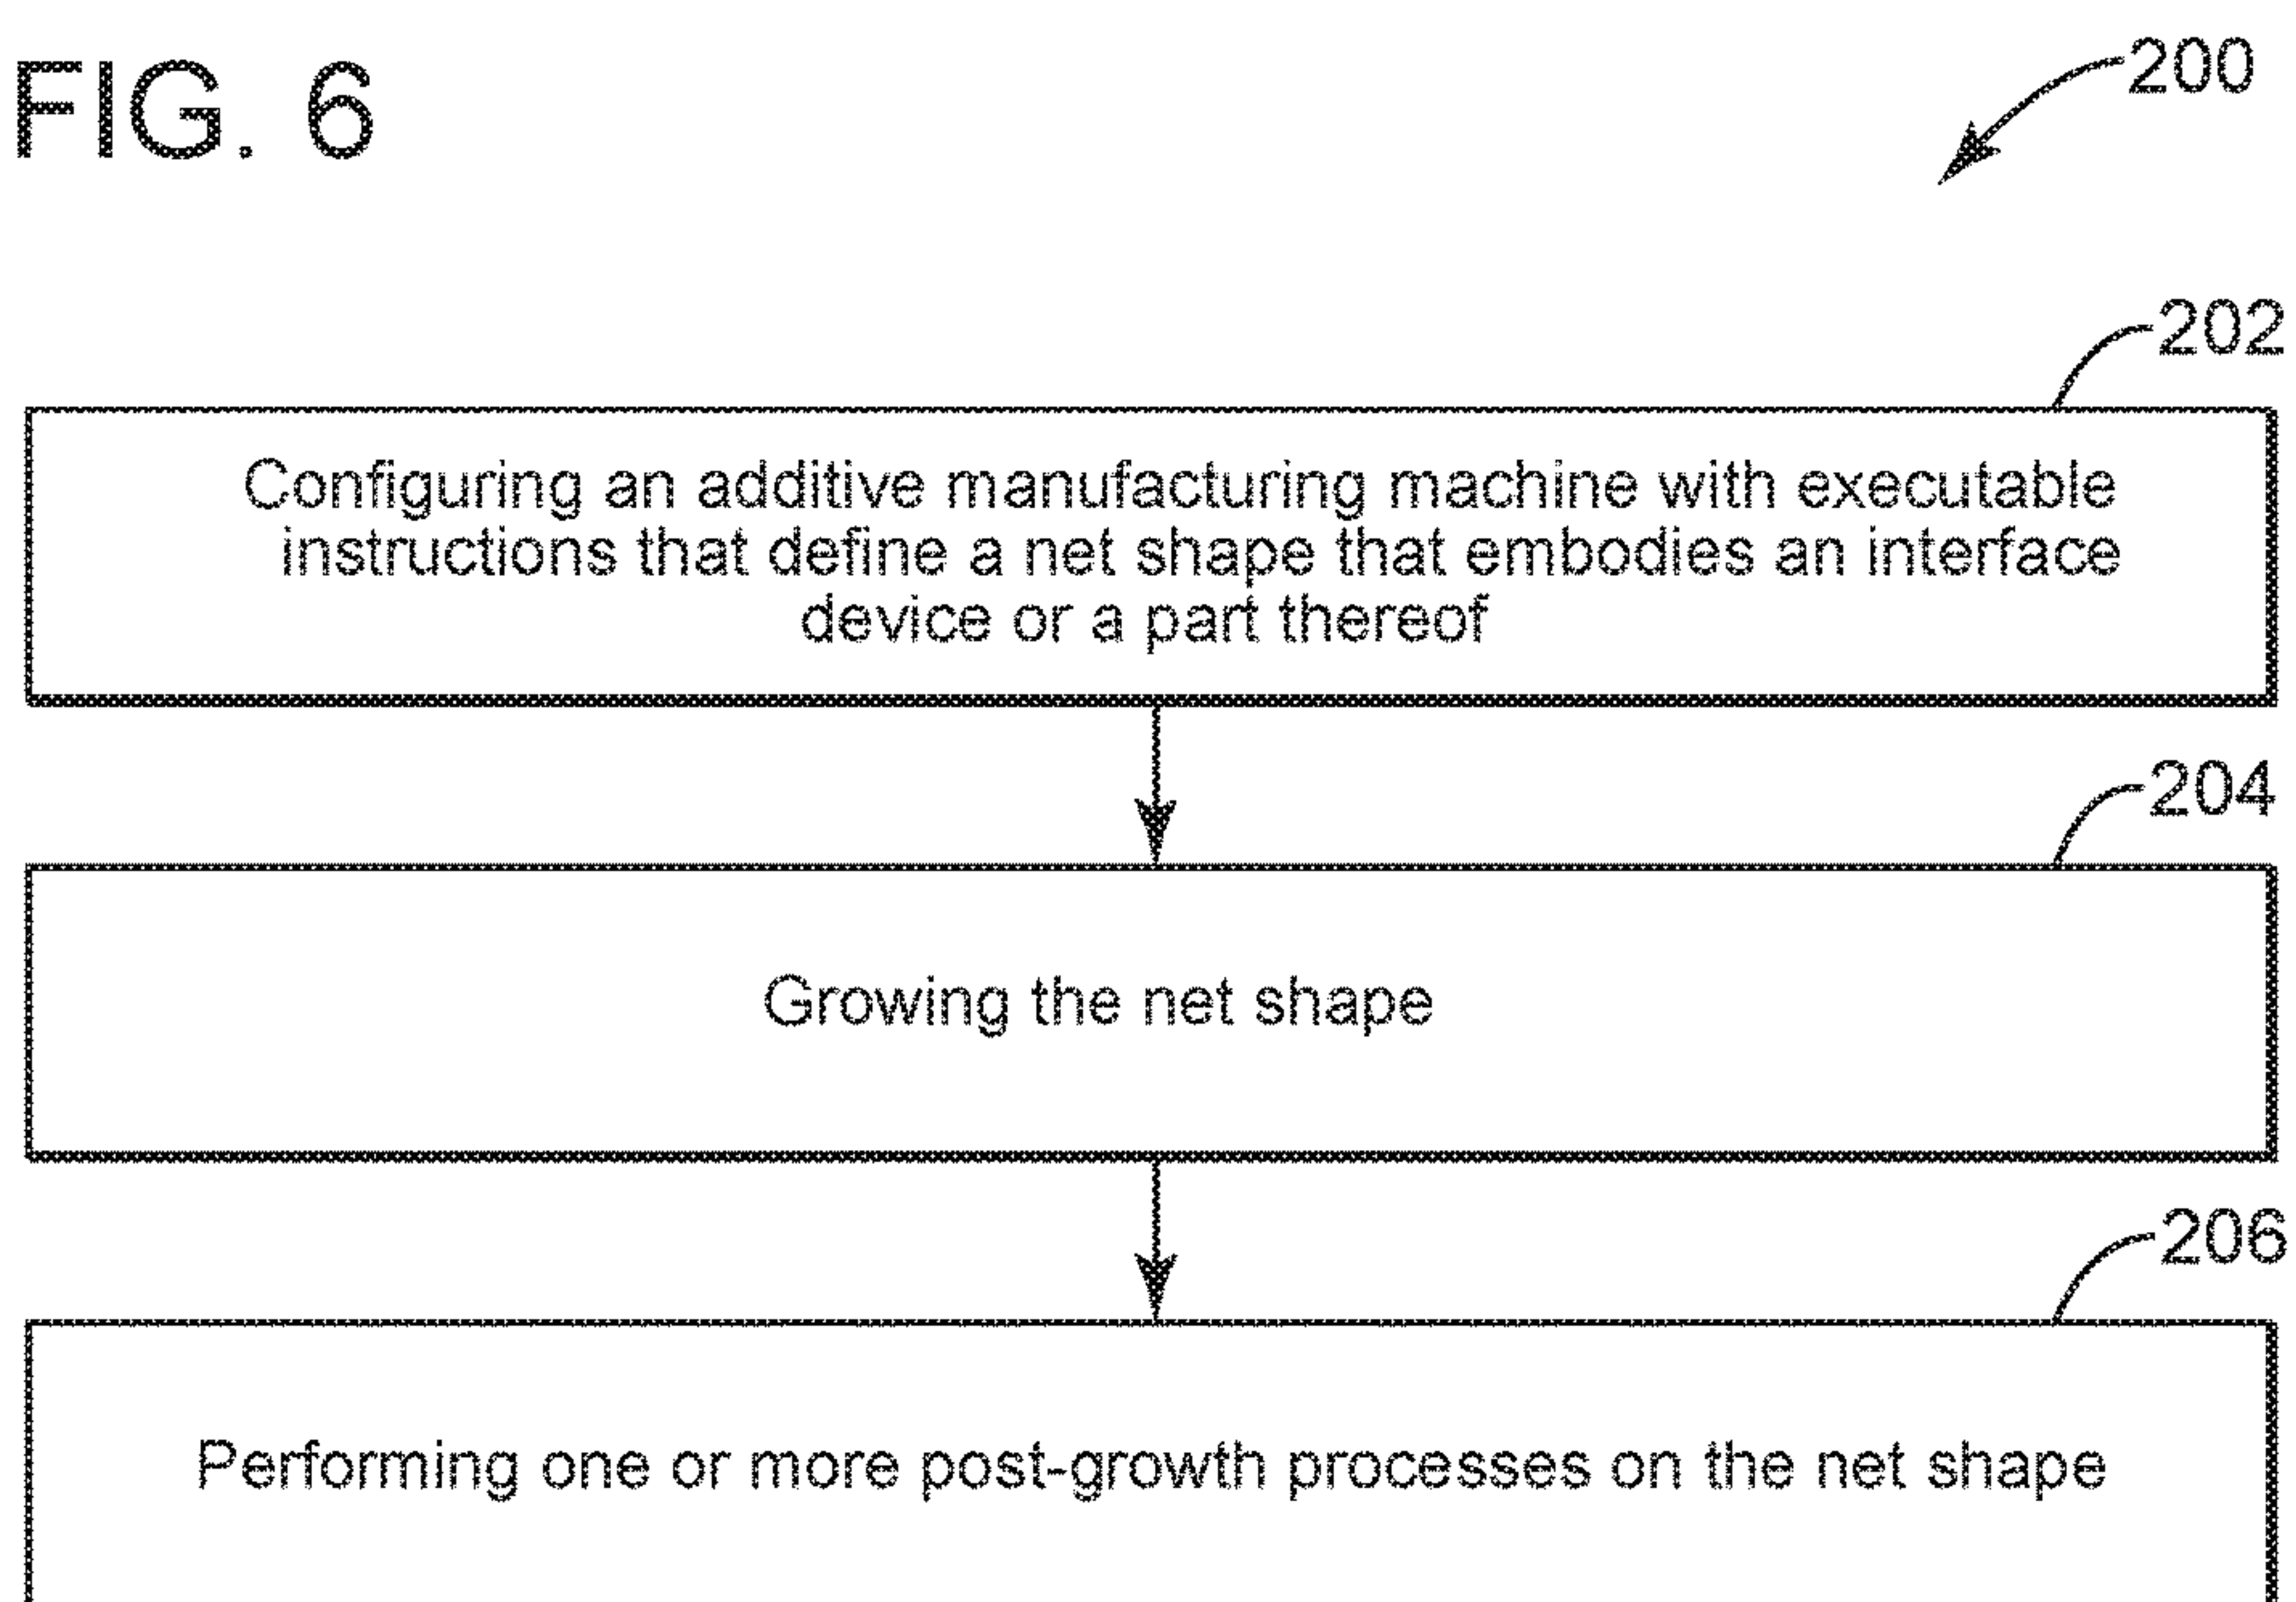 FIG. 6
200
202
Configuring an additive manufacturing machine with executable
instructions that define a net shape that embodies an interface
device or a part thereof
204
Growing the net shape
206
Performing one or more post-growth processes on the net shape